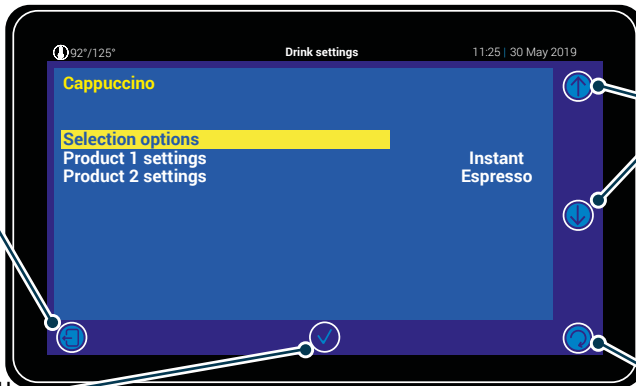 92°/125° Drink settings 11:25 | 30 May 2019
Cappuccino
Selection options
Product 1 settings Instant
Product 2 settings Espresso